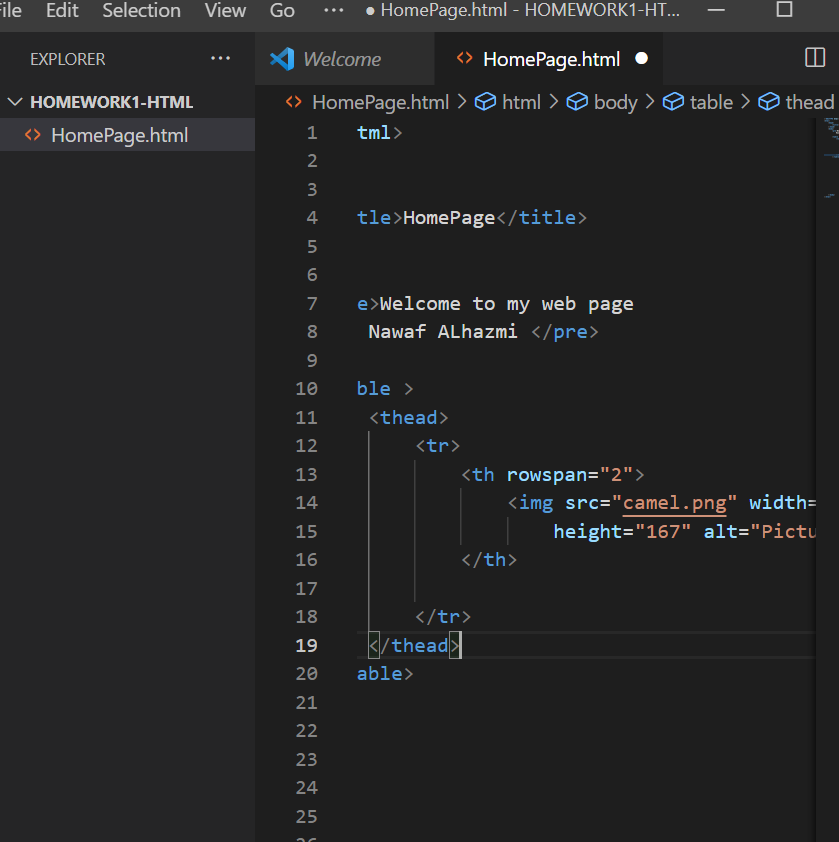 ile Edit Selection View Go ··· ● HomePage.html - HOMEWORK1-HT...
EXPLORER ···
Welcome
<> HomePage.html ●
HOMEWORK1-HTML
<> HomePage.html
<> HomePage.html > html > body > table > thead
1 tml>
2
3
4 tle>HomePage</title>
5
6
7 e>Welcome to my web page
8 Nawaf ALhazmi </pre>
9
10 ble >
11 <thead>
12 <tr>
13 <th rowspan="2">
14 <img src="camel.png" width=
15 height="167" alt="Pictu
16 </th>
17
18 </tr>
19 </thead>
20 able>
21
22
23
24
25